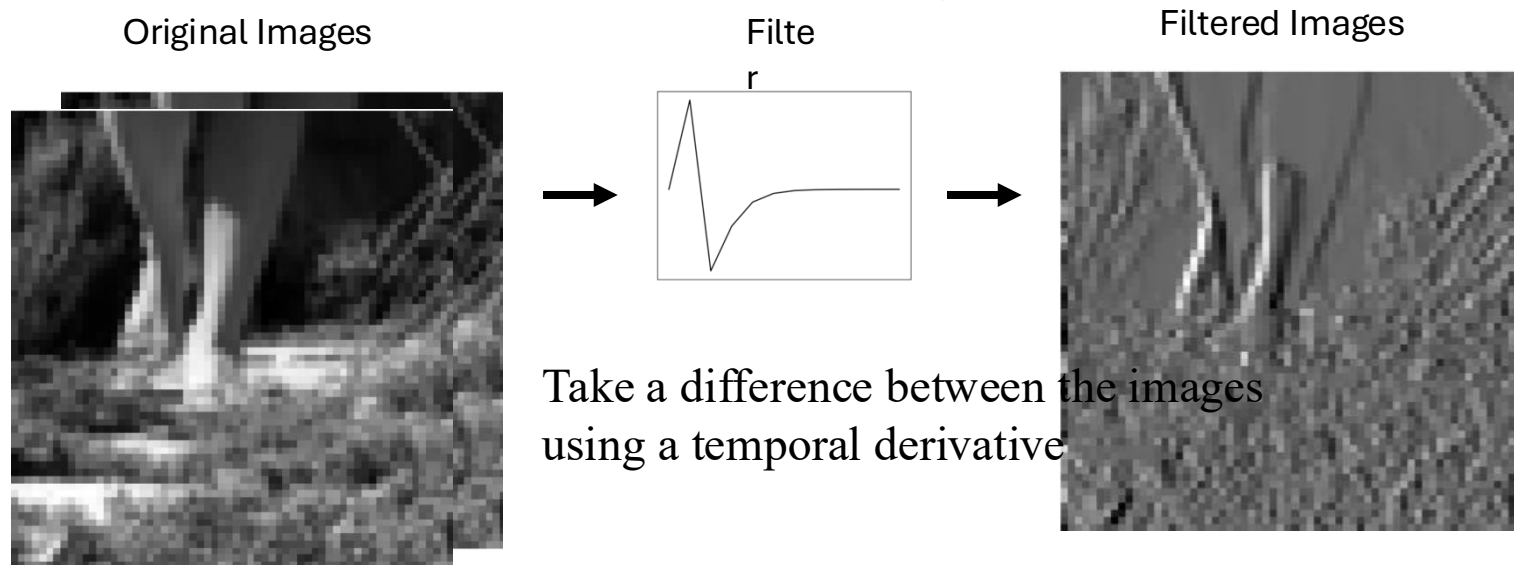 Original Images
Filte
r
Filtered Images
Take a difference between the images
using a temporal derivative